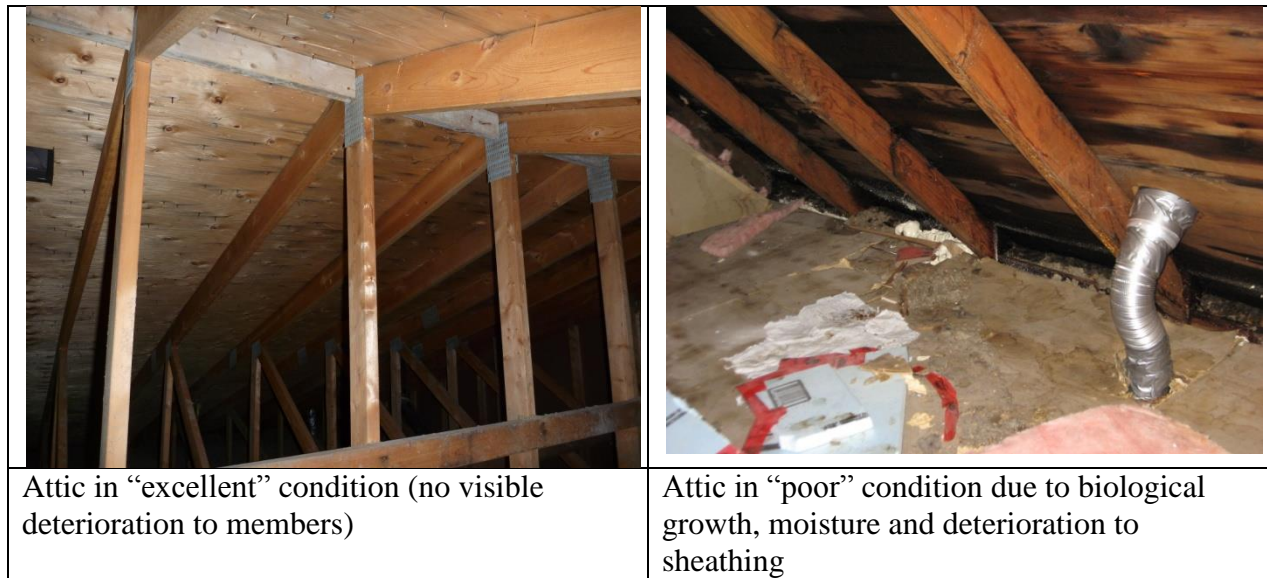 Attic in “excellent” condition (no visible
deterioration to members)
Attic in “poor” condition due to biological
growth, moisture and deterioration to
sheathing